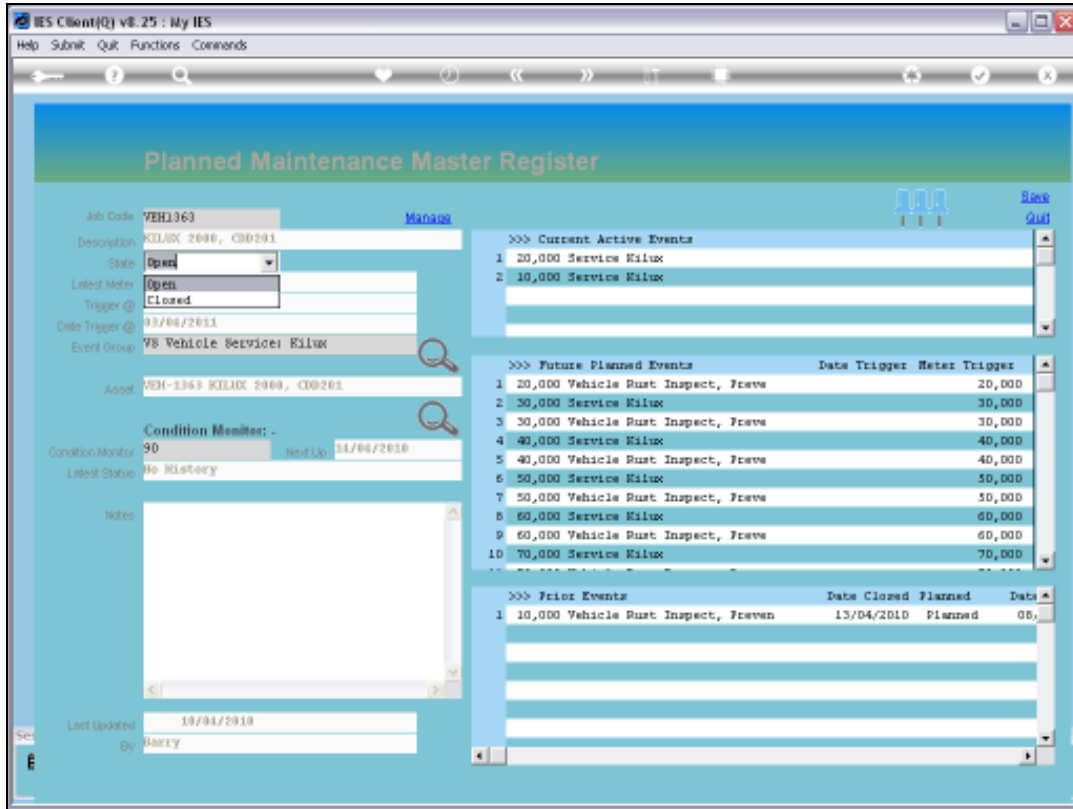 IES Client(Q) v8.25 : My IES
Help Submit Quit Functions Commands
Planned Maintenance Master Register
Save
Quit
Job Code VEH1363 Manage
Description KILUX 2000, CDD201
State Open
Open
Closed
Latest Meter
Trigger @
Date Trigger @ 03/04/2011
Event Group V8 Vehicle Service: Kilux
Asset VEH-1363 KILUX 2000, CDD201
Condition Monitor: -
Condition Monitor 90 Next Up 14/04/2010
Latest Status No History
Notes
Last Updated 10/04/2010
By Barry
>>> Current Active Events
1 20,000 Service Kilux
2 10,000 Service Kilux
>>> Future Planned Events Date Trigger Meter Trigger
1 20,000 Vehicle Rust Inspect, Preve 20,000
2 30,000 Service Kilux 30,000
3 30,000 Vehicle Rust Inspect, Preve 30,000
4 40,000 Service Kilux 40,000
5 40,000 Vehicle Rust Inspect, Preve 40,000
6 50,000 Service Kilux 50,000
7 50,000 Vehicle Rust Inspect, Preve 50,000
8 60,000 Service Kilux 60,000
9 60,000 Vehicle Rust Inspect, Preve 60,000
10 70,000 Service Kilux 70,000
>>> Prior Events Date Closed Planned Date
1 10,000 Vehicle Rust Inspect, Preven 13/04/2010 Planned 08,